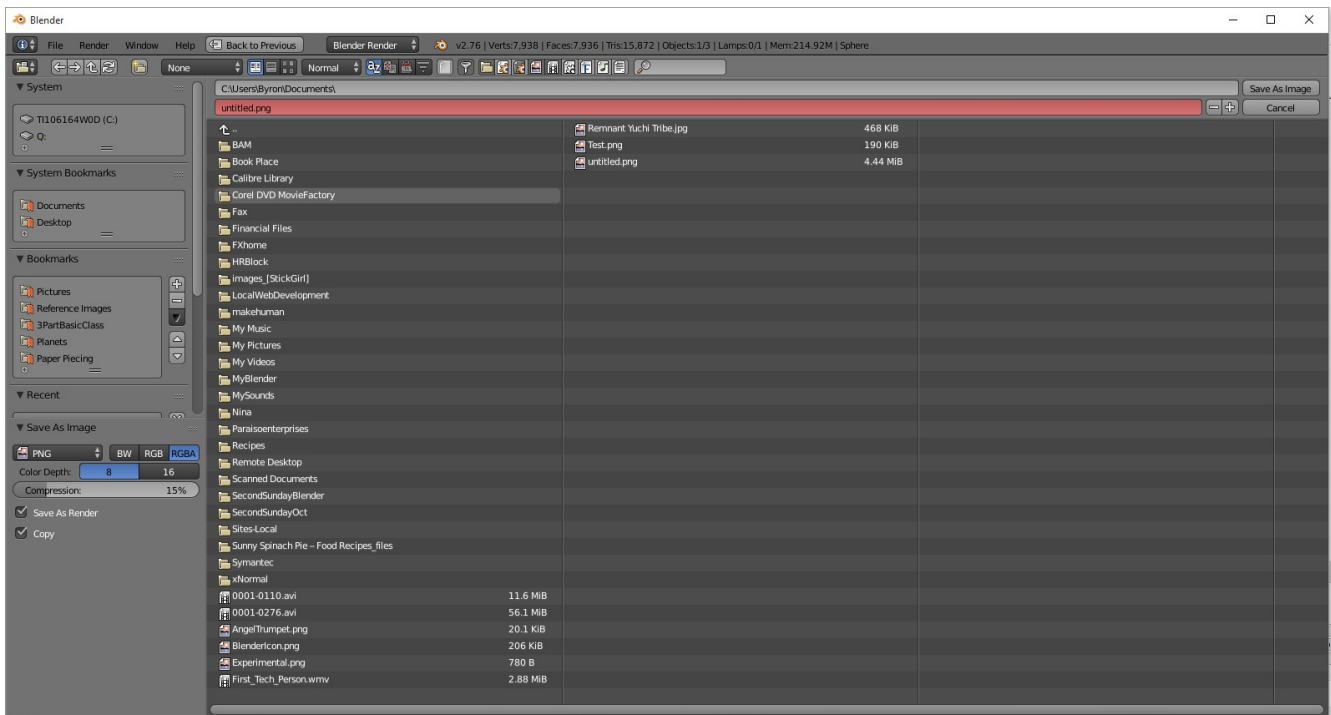 Blender
File Render Window Help Back to Previous Blender Render v2.76 | Verts:7,938 | Faces:7,936 | Tris:15,872 | Objects:1/3 | Lamps:0/1 | Mem:214.92M | Sphere
None Normal
System
TI106164W0D (C:)
Q:
System Bookmarks
Documents
Desktop
Bookmarks
Pictures
Reference Images
3PartBasicClass
Planets
Paper Piecing
Recent
Save As Image
PNG BW RGB RGBA
Color Depth: 8 16
Compression: 15%
Save As Render
Copy
C:\Users\Byron\Documents\ Save As Image
untitled.png Cancel
..
BAM
Book Place
Calibre Library
Corel DVD MovieFactory
Fax
Financial Files
FXhome
HRBlock
images_[StickGirl]
LocalWebDevelopment
makehuman
My Music
My Pictures
My Videos
MyBlender
MySounds
Nina
Paraisoenterprises
Recipes
Remote Desktop
Scanned Documents
SecondSundayBlender
SecondSundayOct
Sites-Local
Sunny Spinach Pie – Food Recipes_files
Symantec
xNormal
0001-0110.avi 11.6 MiB
0001-0276.avi 56.1 MiB
AngelTrumpet.png 20.1 KiB
BlenderIcon.png 206 KiB
Experimental.png 780 B
First_Tech_Person.wmv 2.88 MiB
Remnant Yuchi Tribe.jpg 468 KiB
Test.png 190 KiB
untitled.png 4.44 MiB